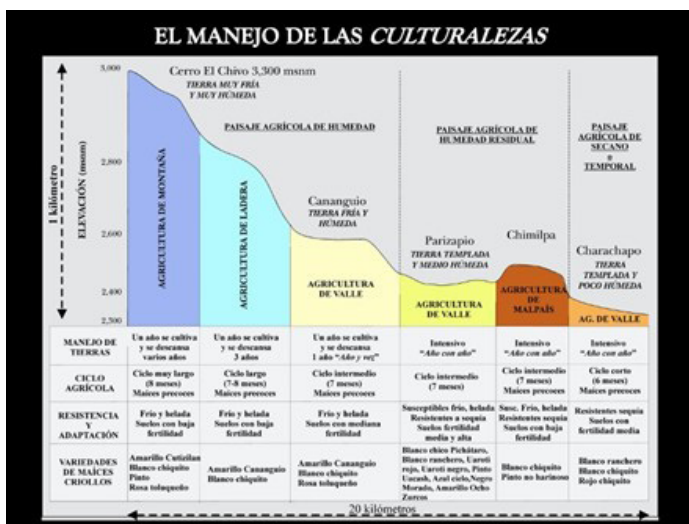 EL MANEJO DE LAS CULTURALEZAS
3,000
Cerro El Chivo 3,300 msnm
TIERRA MUY FRÍA
Y MUY HÚMEDA
PAISAJE AGRÍCOLA DE HUMEDAD
PAISAJE AGRÍCOLA DE
HUMEDAD RESIDUAL
PAISAJE
AGRÍCOLA DE
SECANO
o
TEMPORAL
1 kilómetro
ELEVACIÓN (msnm)
2,800
2,600
2,400
2,300
AGRICULTURA DE MONTAÑA
AGRICULTURA DE LADERA
Cananguio
TIERRA FRÍA Y
HÚMEDA
AGRICULTURA
DE VALLE
Parizapio
TIERRA TEMPLADA
Y MEDIO HÚMEDA
AGRICULTURA
DE VALLE
Chimilpa
AGRICULTURA
DE
MALPAÍS
Charachapo
TIERRA
TEMPLADA Y
POCO HÚMEDA
AG. DE VALLE
MANEJO DE
TIERRAS
Un año se cultiva
y se descansa
varios años
Un año se cultiva
y se descansa
3 años
Un año se cultiva
y se descansa
1 año "Año y vez"
Intensivo
"Año con año"
Intensivo
"Año con año"
Intensivo
"Año con año"
CICLO
AGRÍCOLA
Ciclo muy largo
(8 meses)
Maíces precoces
Ciclo largo
(7-8 meses)
Maíces precoces
Ciclo intermedio
(7 meses)
Maíces precoces
Ciclo intermedio
(7 meses)
Ciclo intermedio
(7 meses)
Maíces precoces
Ciclo corto
(6 meses)
Maíces precoces
RESISTENCIA
Y
ADAPTACIÓN
Frío y helada
Suelos con baja
fertilidad
Frío y helada
Suelos con baja
fertilidad
Frío y helada
Suelos con mediana
fertilidad
Susceptibles frío, helada
Resistentes a sequía
Suelos fertilidad
media y alta
Susc. Frío, helada
Resistentes sequía
Suelos con baja
fertilidad
Resistentes sequía
Suelos con
fertilidad media
VARIEDADES
DE MAÍCES
CRIOLLOS
Amarillo Cutizilan
Blanco chiquito
Pinto
Rosa toluqueño
Amarillo Cananguio
Blanco chiquito
Amarillo Cananguio
Blanco chiquito
Rosa toluqueño
Blanco chico Pichátaro,
Blanco ranchero, Uaroti
rojo, Uaroti negro, Pinto
Uacash, Azul cielo,Negro
Morado, Amarillo Ocho
Zurcos
Blanco chiquito
Pinto no harinoso
Blanco ranchero
Blanco chiquito
Rojo chiquito
20 kilómetros